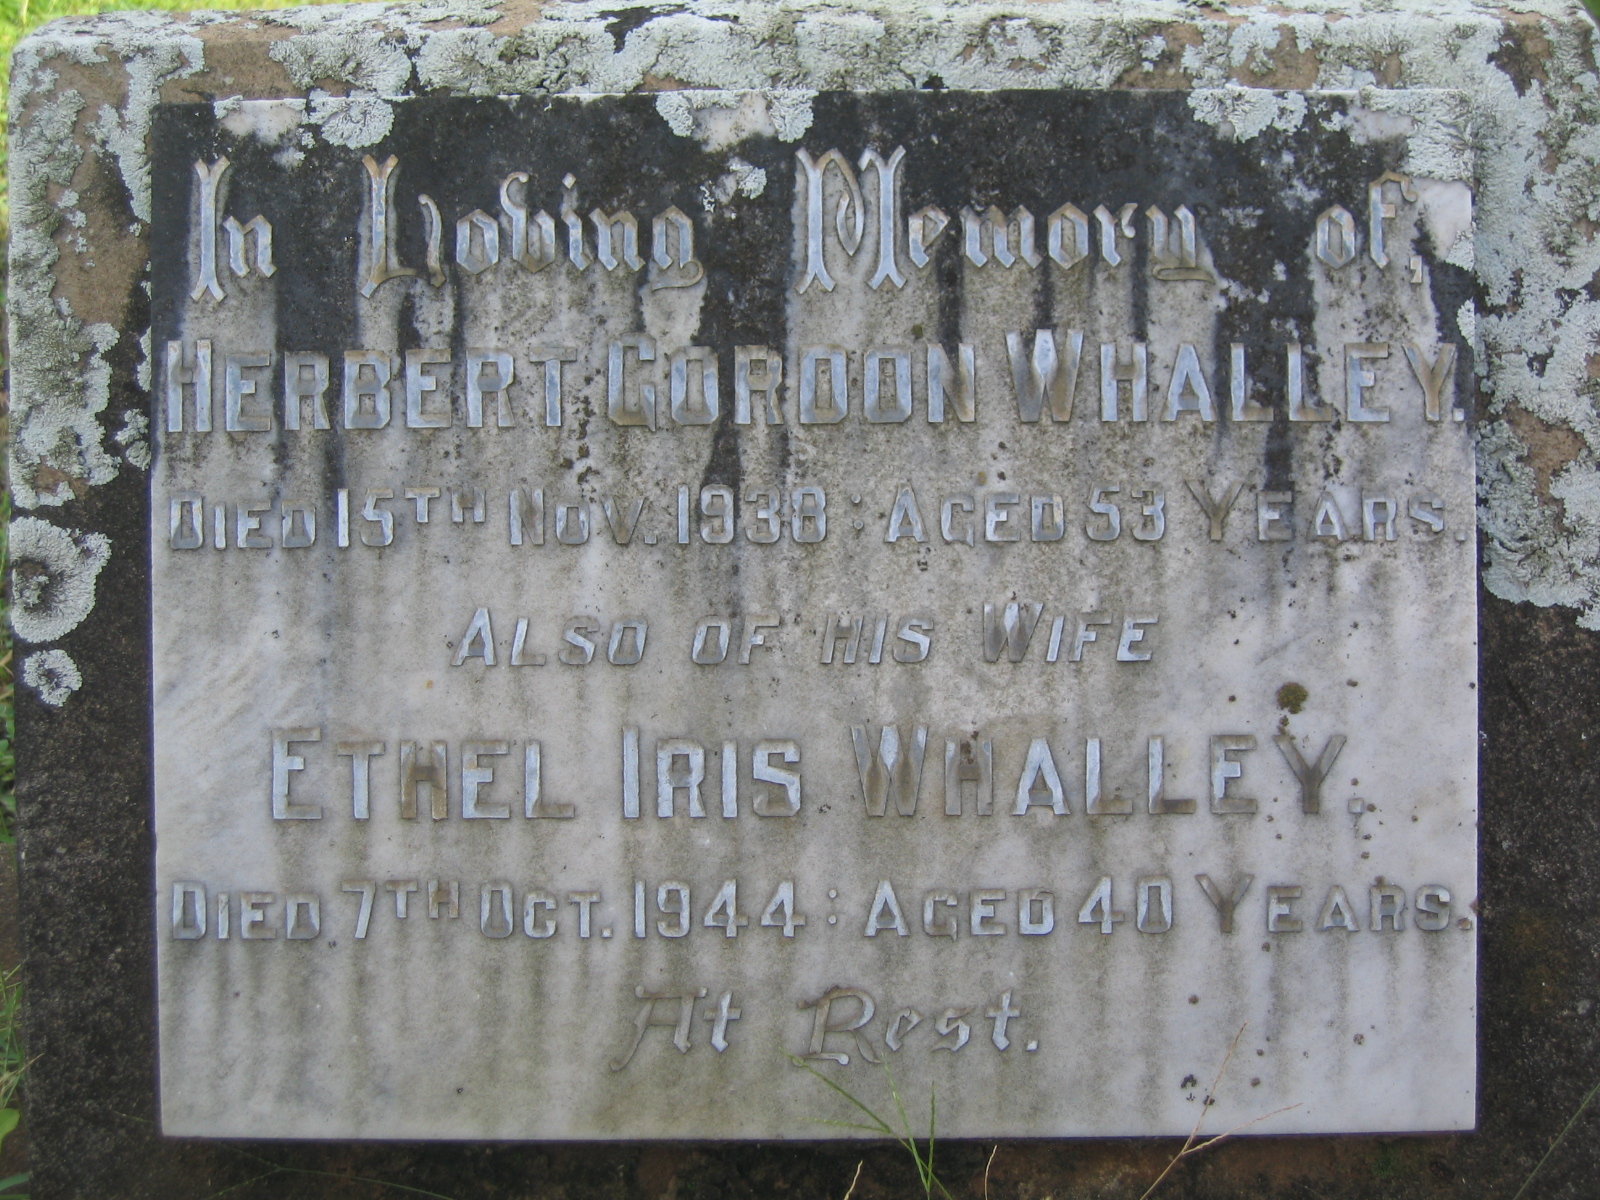 In Loving Memory of,
HERBERT GORDON WHALLEY.
DIED 15TH NOV. 1938 : AGED 53 YEARS.
ALSO OF HIS WIFE
ETHEL IRIS WHALLEY.
DIED 7TH OCT. 1944 : AGED 40 YEARS.
At Rest.